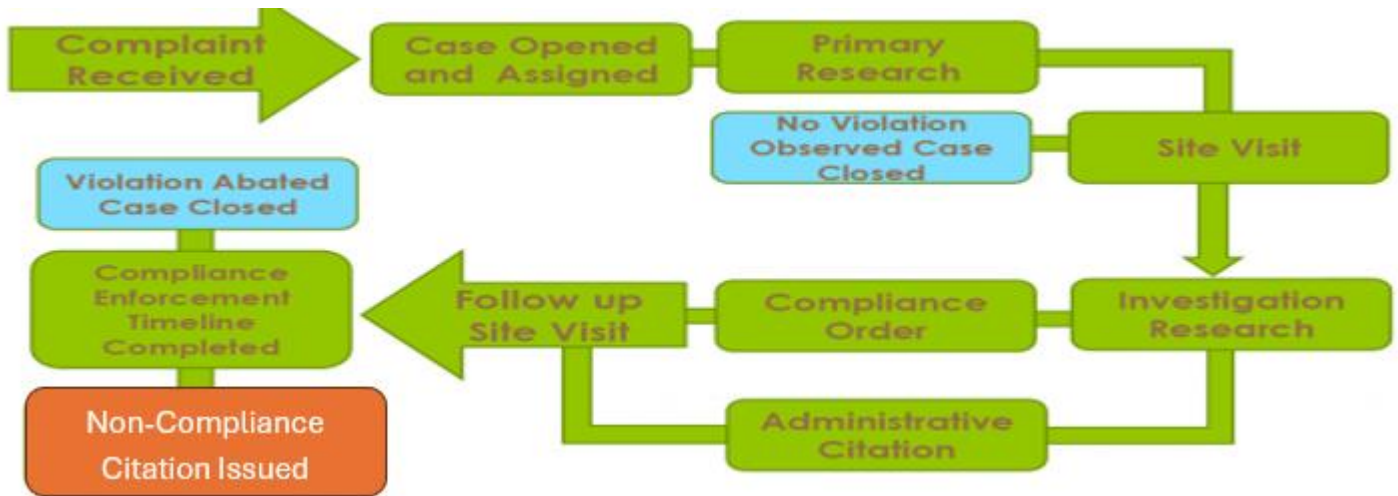 Complaint
Received
Case Opened
and Assigned
Primary
Research
No Violation
Observed Case
Closed
Site Visit
Violation Abated
Case Closed
Compliance
Enforcement
Timeline
Completed
Follow up
Site Visit
Compliance
Order
Investigation
Research
Non-Compliance
Citation Issued
Administrative
Citation